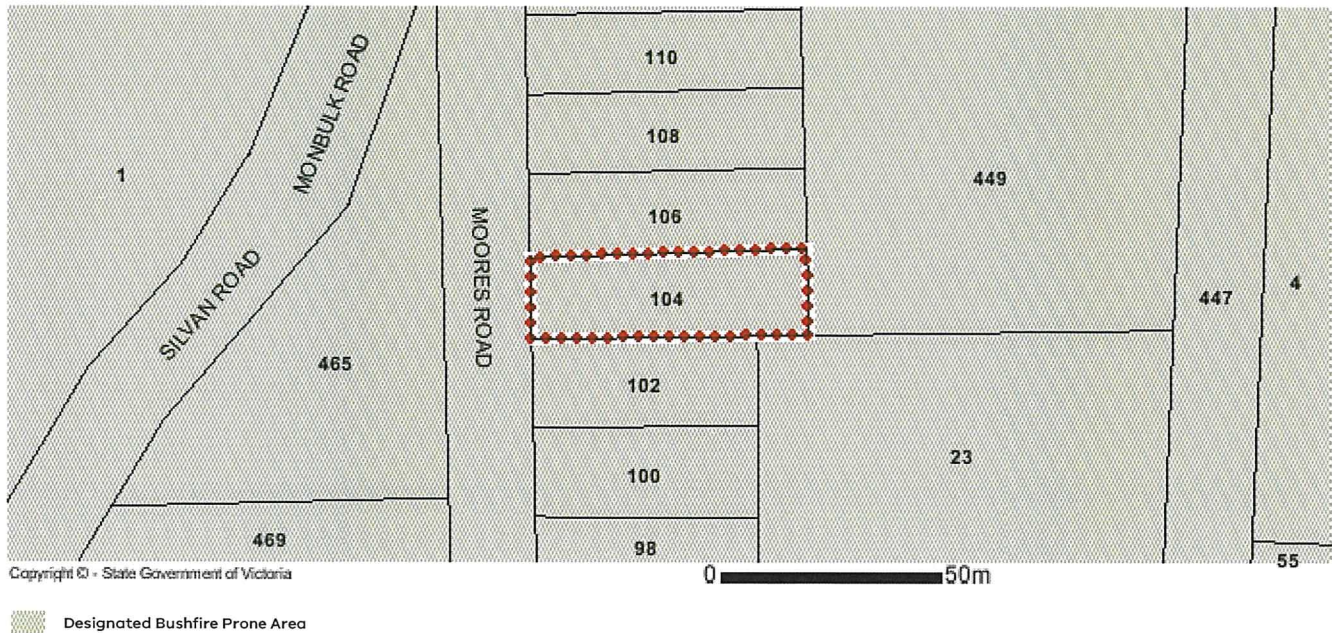 110
MONBULK ROAD
108
1
449
106
MOORES ROAD
104
447
4
SILVAN ROAD
465
102
23
100
469
98
55
Copyright © - State Government of Victoria
0 50m
Designated Bushfire Prone Area